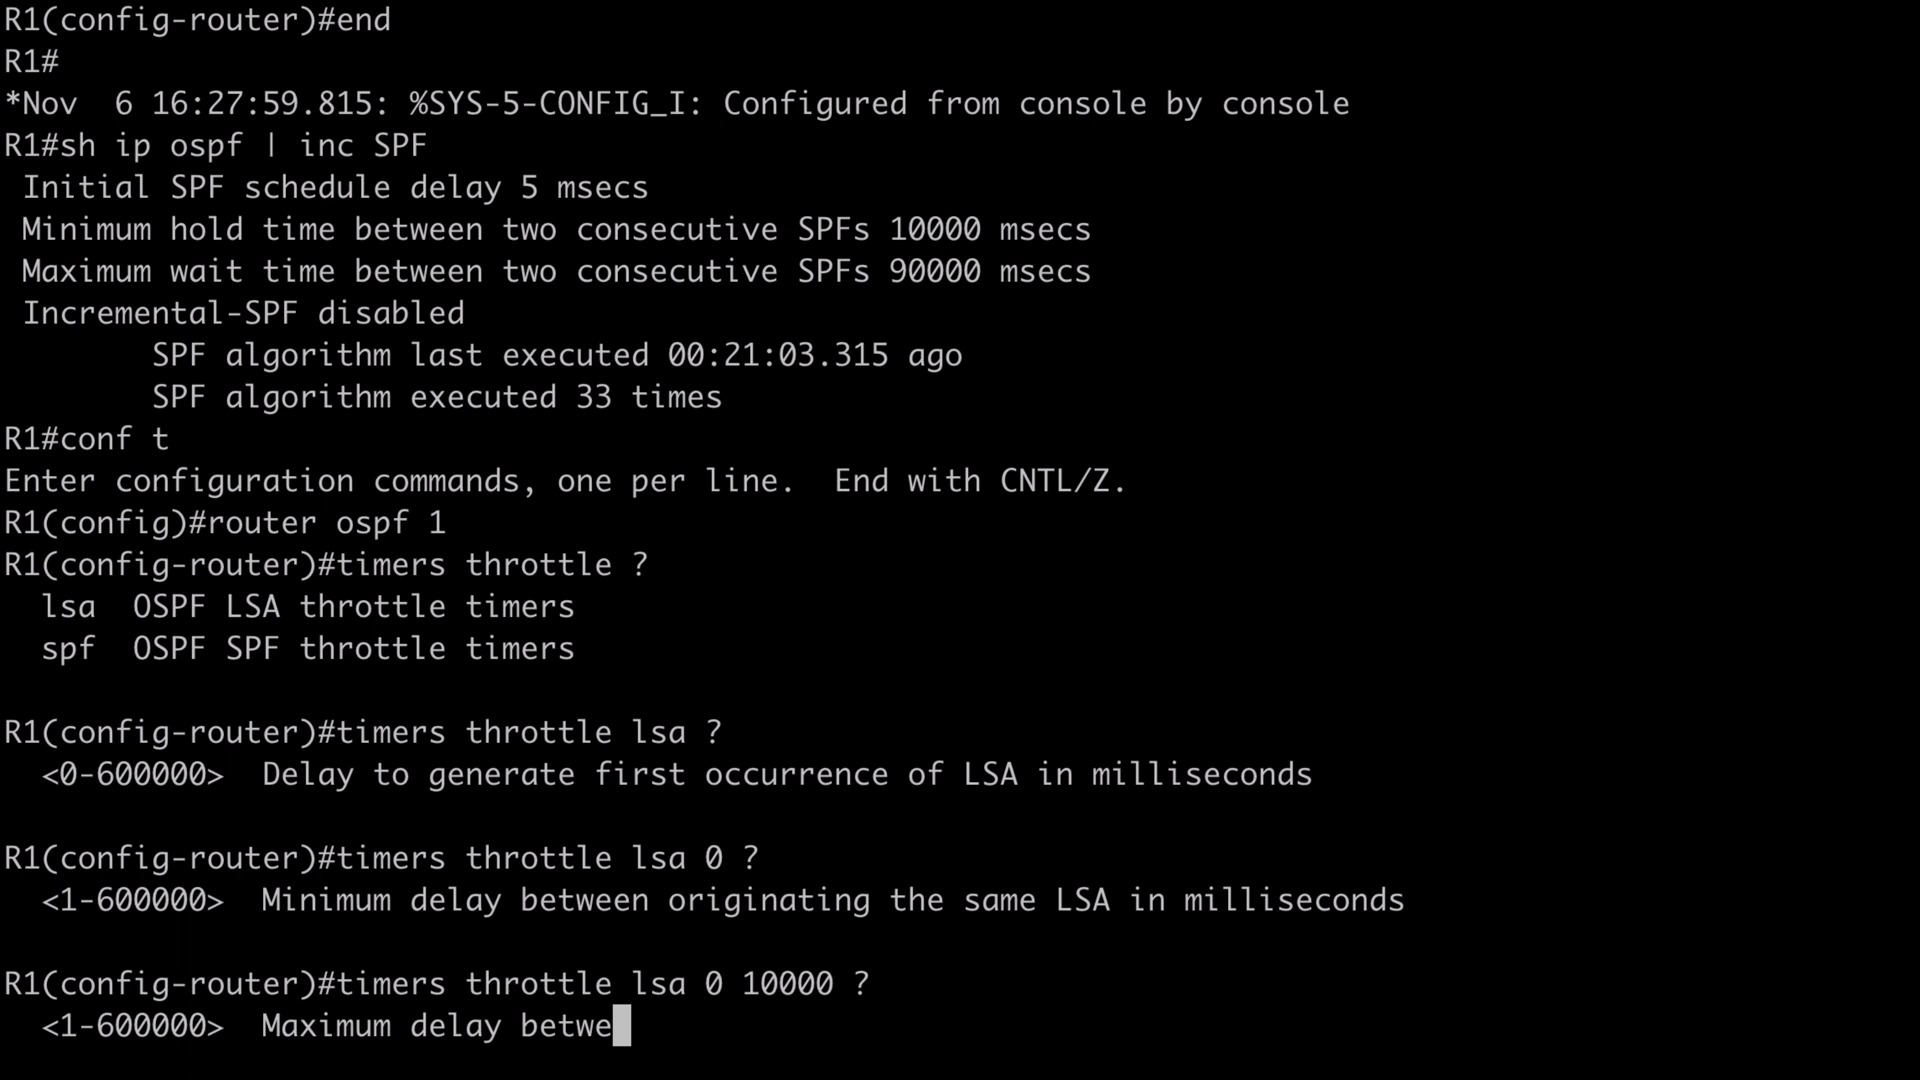 R1(config-router)#end
R1#
*Nov  6 16:27:59.815: %SYS-5-CONFIG_I: Configured from console by console
R1#sh ip ospf | inc SPF
 Initial SPF schedule delay 5 msecs
 Minimum hold time between two consecutive SPFs 10000 msecs
 Maximum wait time between two consecutive SPFs 90000 msecs
 Incremental-SPF disabled
        SPF algorithm last executed 00:21:03.315 ago
        SPF algorithm executed 33 times
R1#conf t
Enter configuration commands, one per line.  End with CNTL/Z.
R1(config)#router ospf 1
R1(config-router)#timers throttle ?
  lsa  OSPF LSA throttle timers
  spf  OSPF SPF throttle timers

R1(config-router)#timers throttle lsa ?
  <0-600000>  Delay to generate first occurrence of LSA in milliseconds

R1(config-router)#timers throttle lsa 0 ?
  <1-600000>  Minimum delay between originating the same LSA in milliseconds

R1(config-router)#timers throttle lsa 0 10000 ?
  <1-600000>  Maximum delay betwe